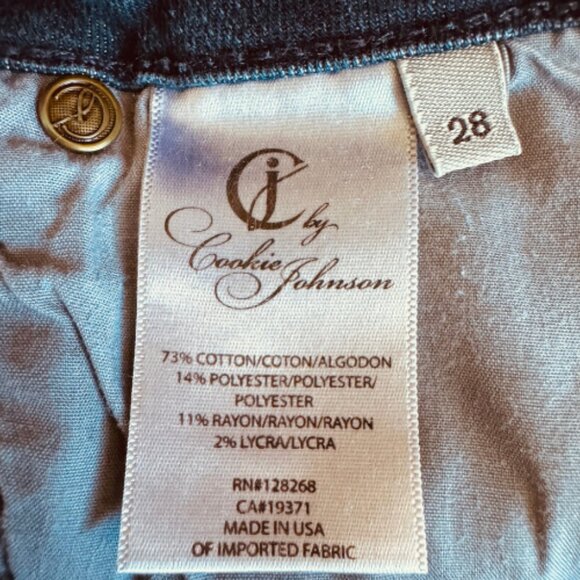 CJ by
Cookie Johnson
28
73% COTTON/COTON/ALGODON
14% POLYESTER/POLYESTER/
POLYESTER
11% RAYON/RAYON/RAYON
2% LYCRA/LYCRA
RN#128268
CA#19371
MADE IN USA
OF IMPORTED FABRIC